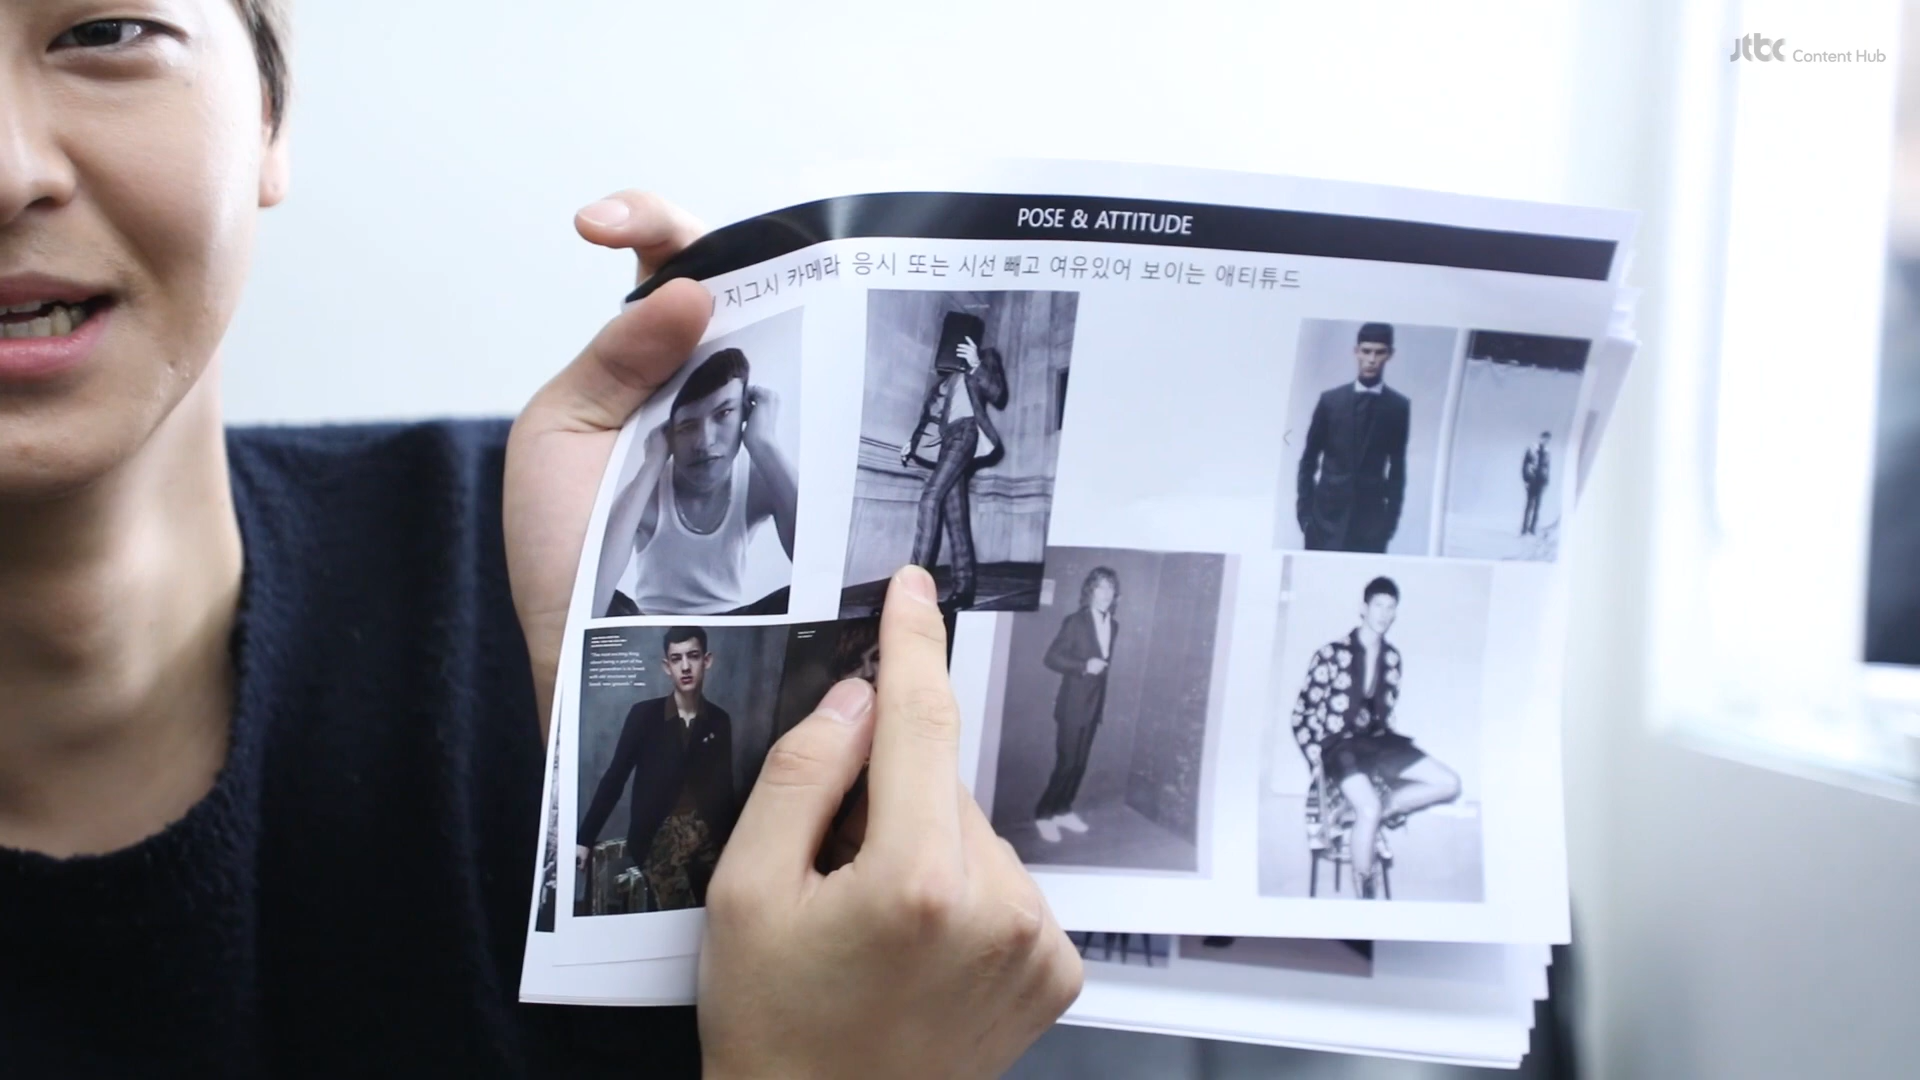 jtbc Content Hub
POSE & ATTITUDE
지그시 카메라 응시 또는 시선 빼고 여유있어 보이는 애티튜드